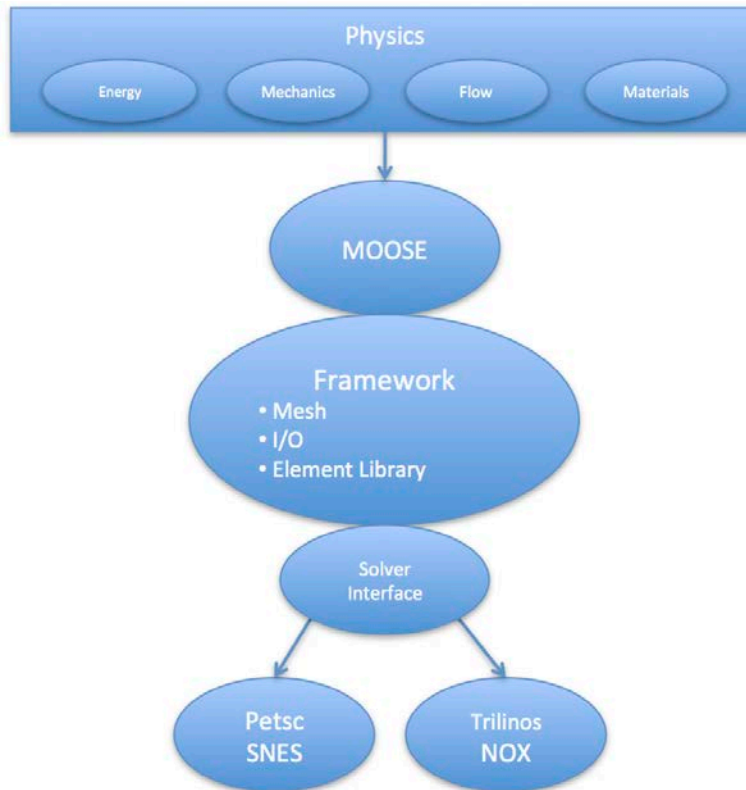 Physics
Energy Mechanics Flow Materials
MOOSE
Framework
• Mesh
• I/O
• Element Library
Solver
Interface
Petsc
SNES
Trilinos
NOX